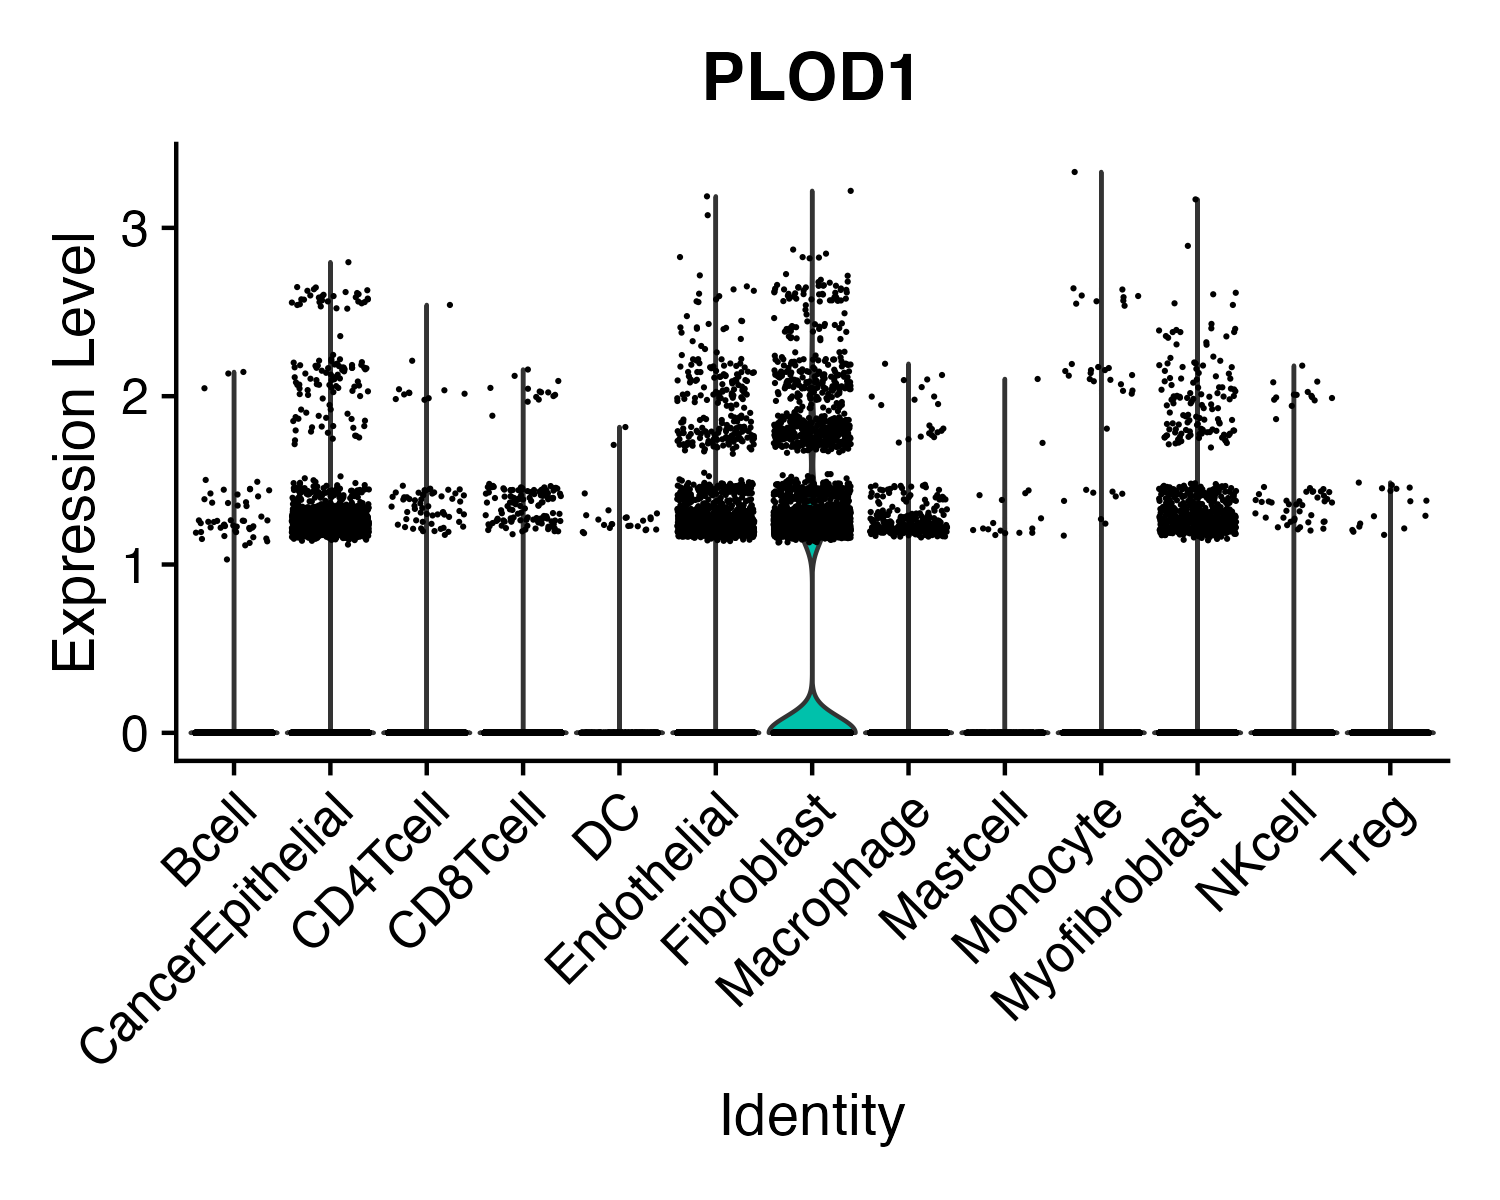 PLOD1
Expression Level
3
2
1
0
Bcell
CancerEpithelial
CD4Tcell
CD8Tcell
DC
Endothelial
Fibroblast
Macrophage
Mastcell
Monocyte
Myofibroblast
NKcell
Treg
Identity